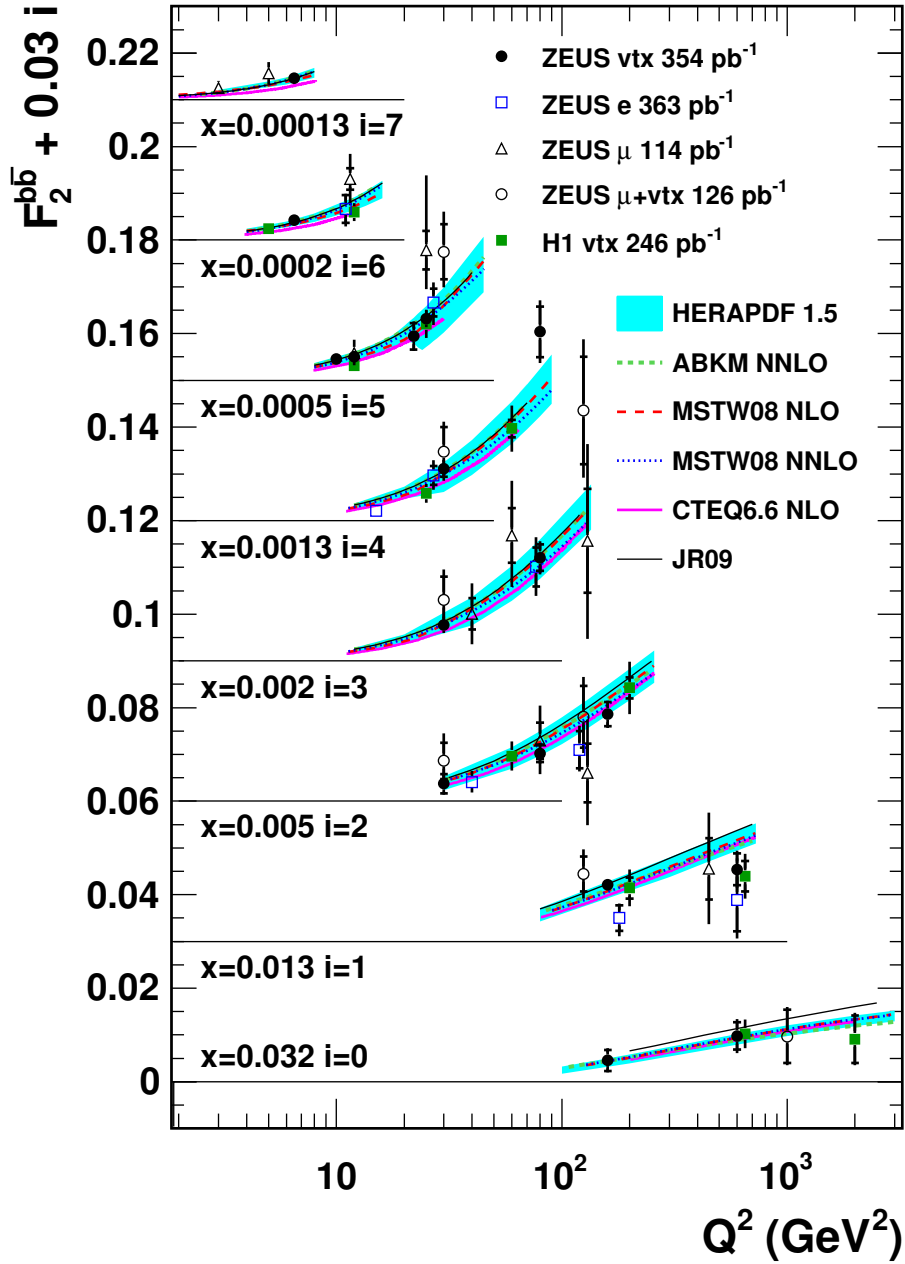 F₂^bb̄ + 0.03 i
0.22
0.2
0.18
0.16
0.14
0.12
0.1
0.08
0.06
0.04
0.02
0
ZEUS vtx 354 pb⁻¹
ZEUS e 363 pb⁻¹
ZEUS μ 114 pb⁻¹
ZEUS μ+vtx 126 pb⁻¹
H1 vtx 246 pb⁻¹
HERAPDF 1.5
ABKM NNLO
MSTW08 NLO
MSTW08 NNLO
CTEQ6.6 NLO
JR09
x=0.00013 i=7
x=0.0002 i=6
x=0.0005 i=5
x=0.0013 i=4
x=0.002 i=3
x=0.005 i=2
x=0.013 i=1
x=0.032 i=0
10
10²
10³
Q² (GeV²)